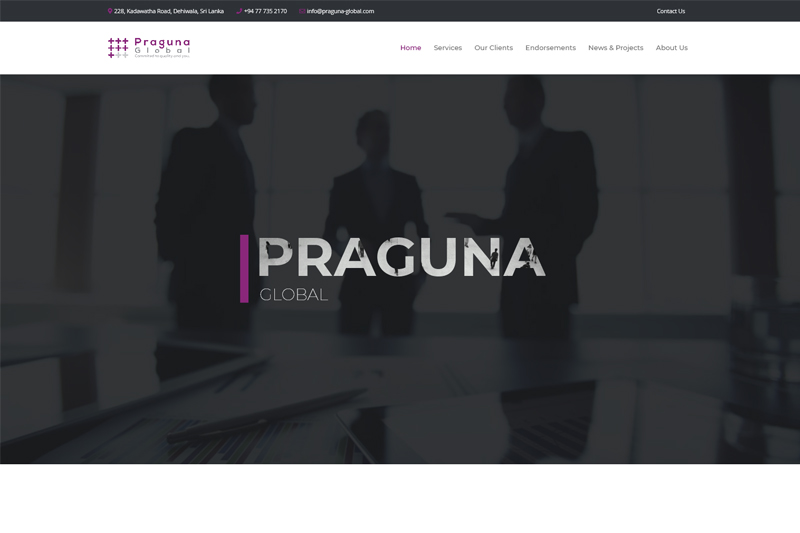 228, Kadawatha Road, Dehiwala, Sri Lanka +94 77 735 2170 info@praguna-global.com Contact Us
Praguna
Global
Commited to quality and you
Home Services Our Clients Endorsements News & Projects About Us
PRAGUNA
GLOBAL